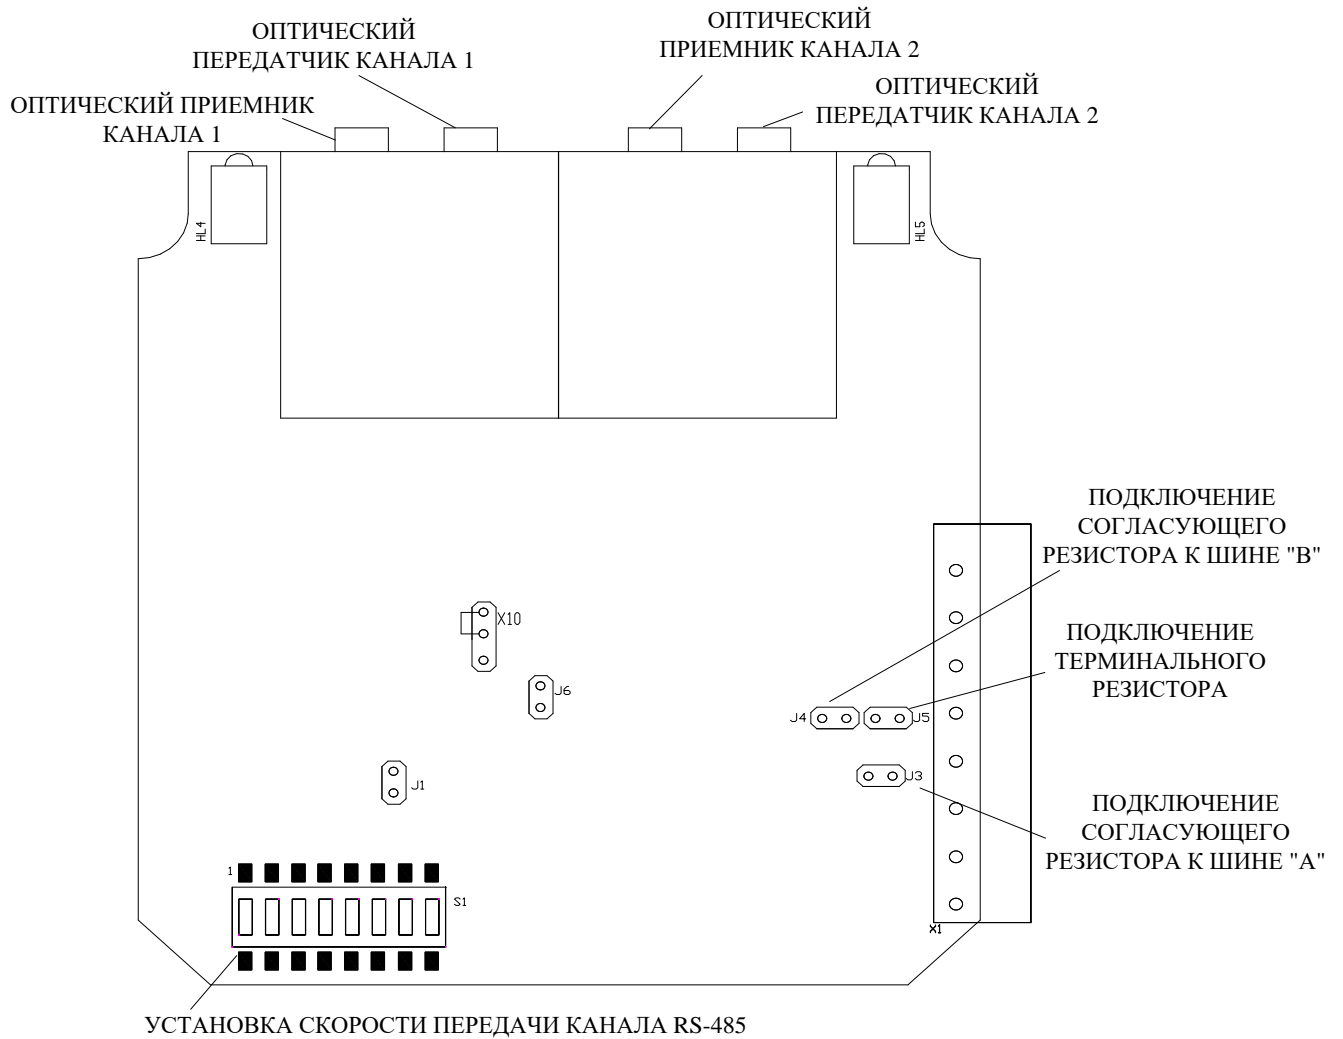 ОПТИЧЕСКИЙ
ПЕРЕДАТЧИК КАНАЛА 1
ОПТИЧЕСКИЙ
ПРИЕМНИК КАНАЛА 2
ОПТИЧЕСКИЙ ПРИЕМНИК
КАНАЛА 1
ОПТИЧЕСКИЙ
ПЕРЕДАТЧИК КАНАЛА 2
HL4
HL5
ПОДКЛЮЧЕНИЕ
СОГЛАСУЮЩЕГО
РЕЗИСТОРА К ШИНЕ "В"
X10
ПОДКЛЮЧЕНИЕ
ТЕРМИНАЛЬНОГО
РЕЗИСТОРА
J6
J4
J5
J3
J1
ПОДКЛЮЧЕНИЕ
СОГЛАСУЮЩЕГО
РЕЗИСТОРА К ШИНЕ "А"
1
S1
X1
УСТАНОВКА СКОРОСТИ ПЕРЕДАЧИ КАНАЛА RS-485